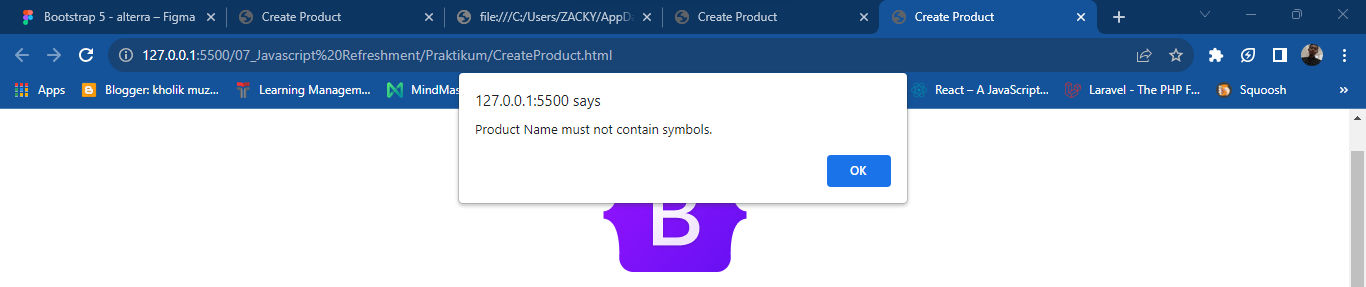 Bootstrap 5 - alterra – Figma
Create Product
file:///C:/Users/ZACKY/AppDa
Create Product
Create Product
127.0.0.1:5500/07_Javascript%20Refreshment/Praktikum/CreateProduct.html
Apps
Blogger: kholik muz...
Learning Managem...
MindMas
React – A JavaScript...
Laravel - The PHP F...
Squoosh
»
127.0.0.1:5500 says
Product Name must not contain symbols.
OK
B